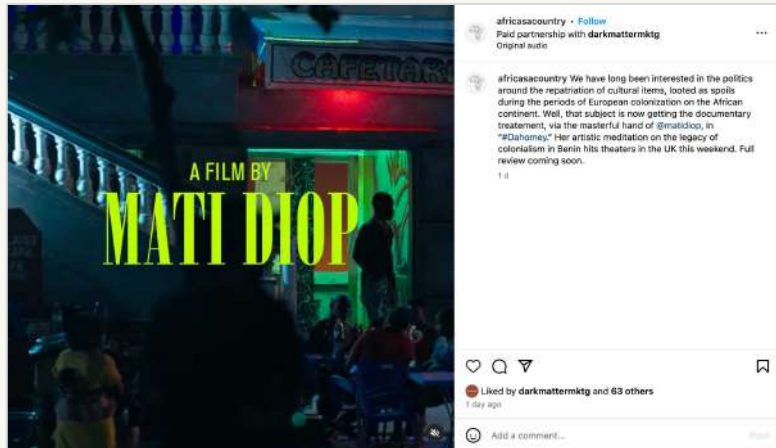 CAFETAR
A FILM BY
MATI DIOP
africasacountry • Follow
Paid partnership with darkmattermktg
Original audio
africasacountry We have long been interested in the politics
around the repatriation of cultural items, looted as spoils
during the periods of European colonization on the African
continent. Well, that subject is now getting the documentary
treatement, via the masterful hand of @matidiop, in
"#Dahomey." Her artistic meditation on the legacy of
colonialism in Benin hits theaters in the UK this weekend. Full
review coming soon.
1 d
Liked by darkmattermktg and 63 others
1 day ago
Add a comment...
Post